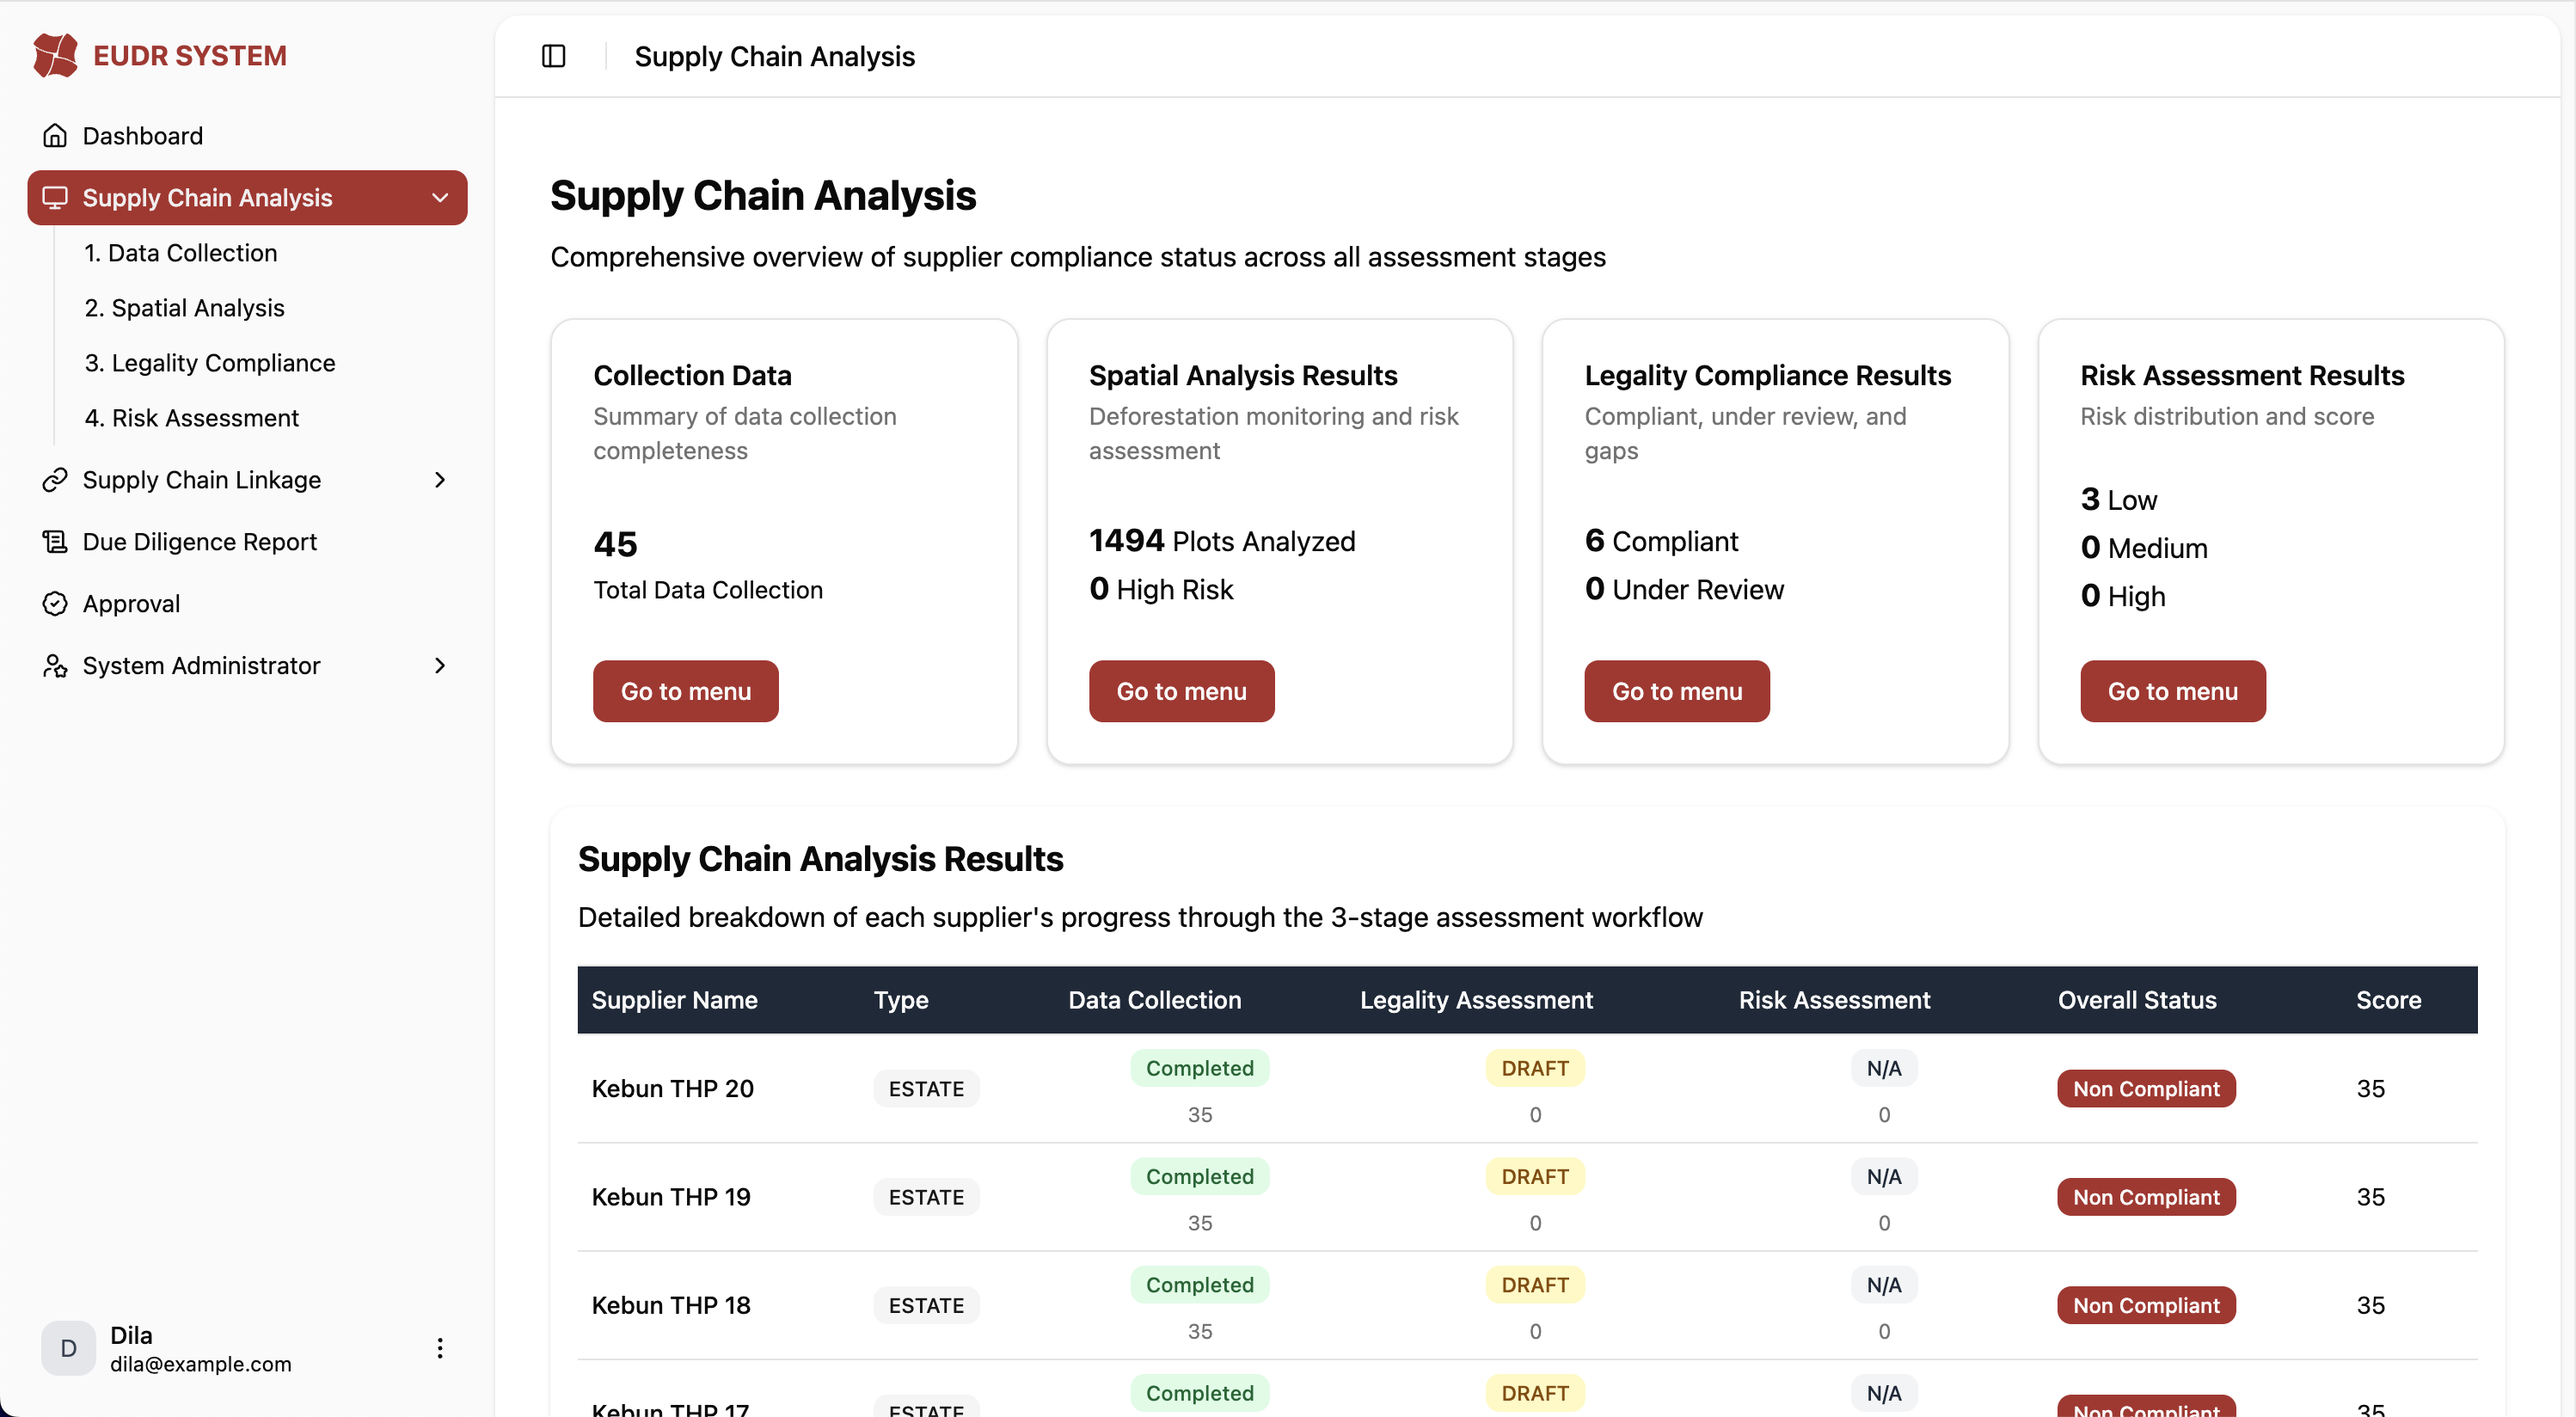 EUDR SYSTEM
Dashboard
Supply Chain Analysis
1. Data Collection
2. Spatial Analysis
3. Legality Compliance
4. Risk Assessment
Supply Chain Linkage
Due Diligence Report
Approval
System Administrator
D
Dila
dila@example.com
Supply Chain Analysis
Supply Chain Analysis
Comprehensive overview of supplier compliance status across all assessment stages
Collection Data
Summary of data collection
completeness
45
Total Data Collection
Go to menu
Spatial Analysis Results
Deforestation monitoring and risk
assessment
1494 Plots Analyzed
0 High Risk
Go to menu
Legality Compliance Results
Compliant, under review, and
gaps
6 Compliant
0 Under Review
Go to menu
Risk Assessment Results
Risk distribution and score
3 Low
0 Medium
0 High
Go to menu
Supply Chain Analysis Results
Detailed breakdown of each supplier's progress through the 3-stage assessment workflow
Supplier Name Type Data Collection Legality Assessment Risk Assessment Overall Status Score
Kebun THP 20 ESTATE Completed 35 DRAFT 0 N/A 0 Non Compliant 35
Kebun THP 19 ESTATE Completed 35 DRAFT 0 N/A 0 Non Compliant 35
Kebun THP 18 ESTATE Completed 35 DRAFT 0 N/A 0 Non Compliant 35
Kebun THP 17 ESTATE Completed DRAFT N/A Non Compliant 35